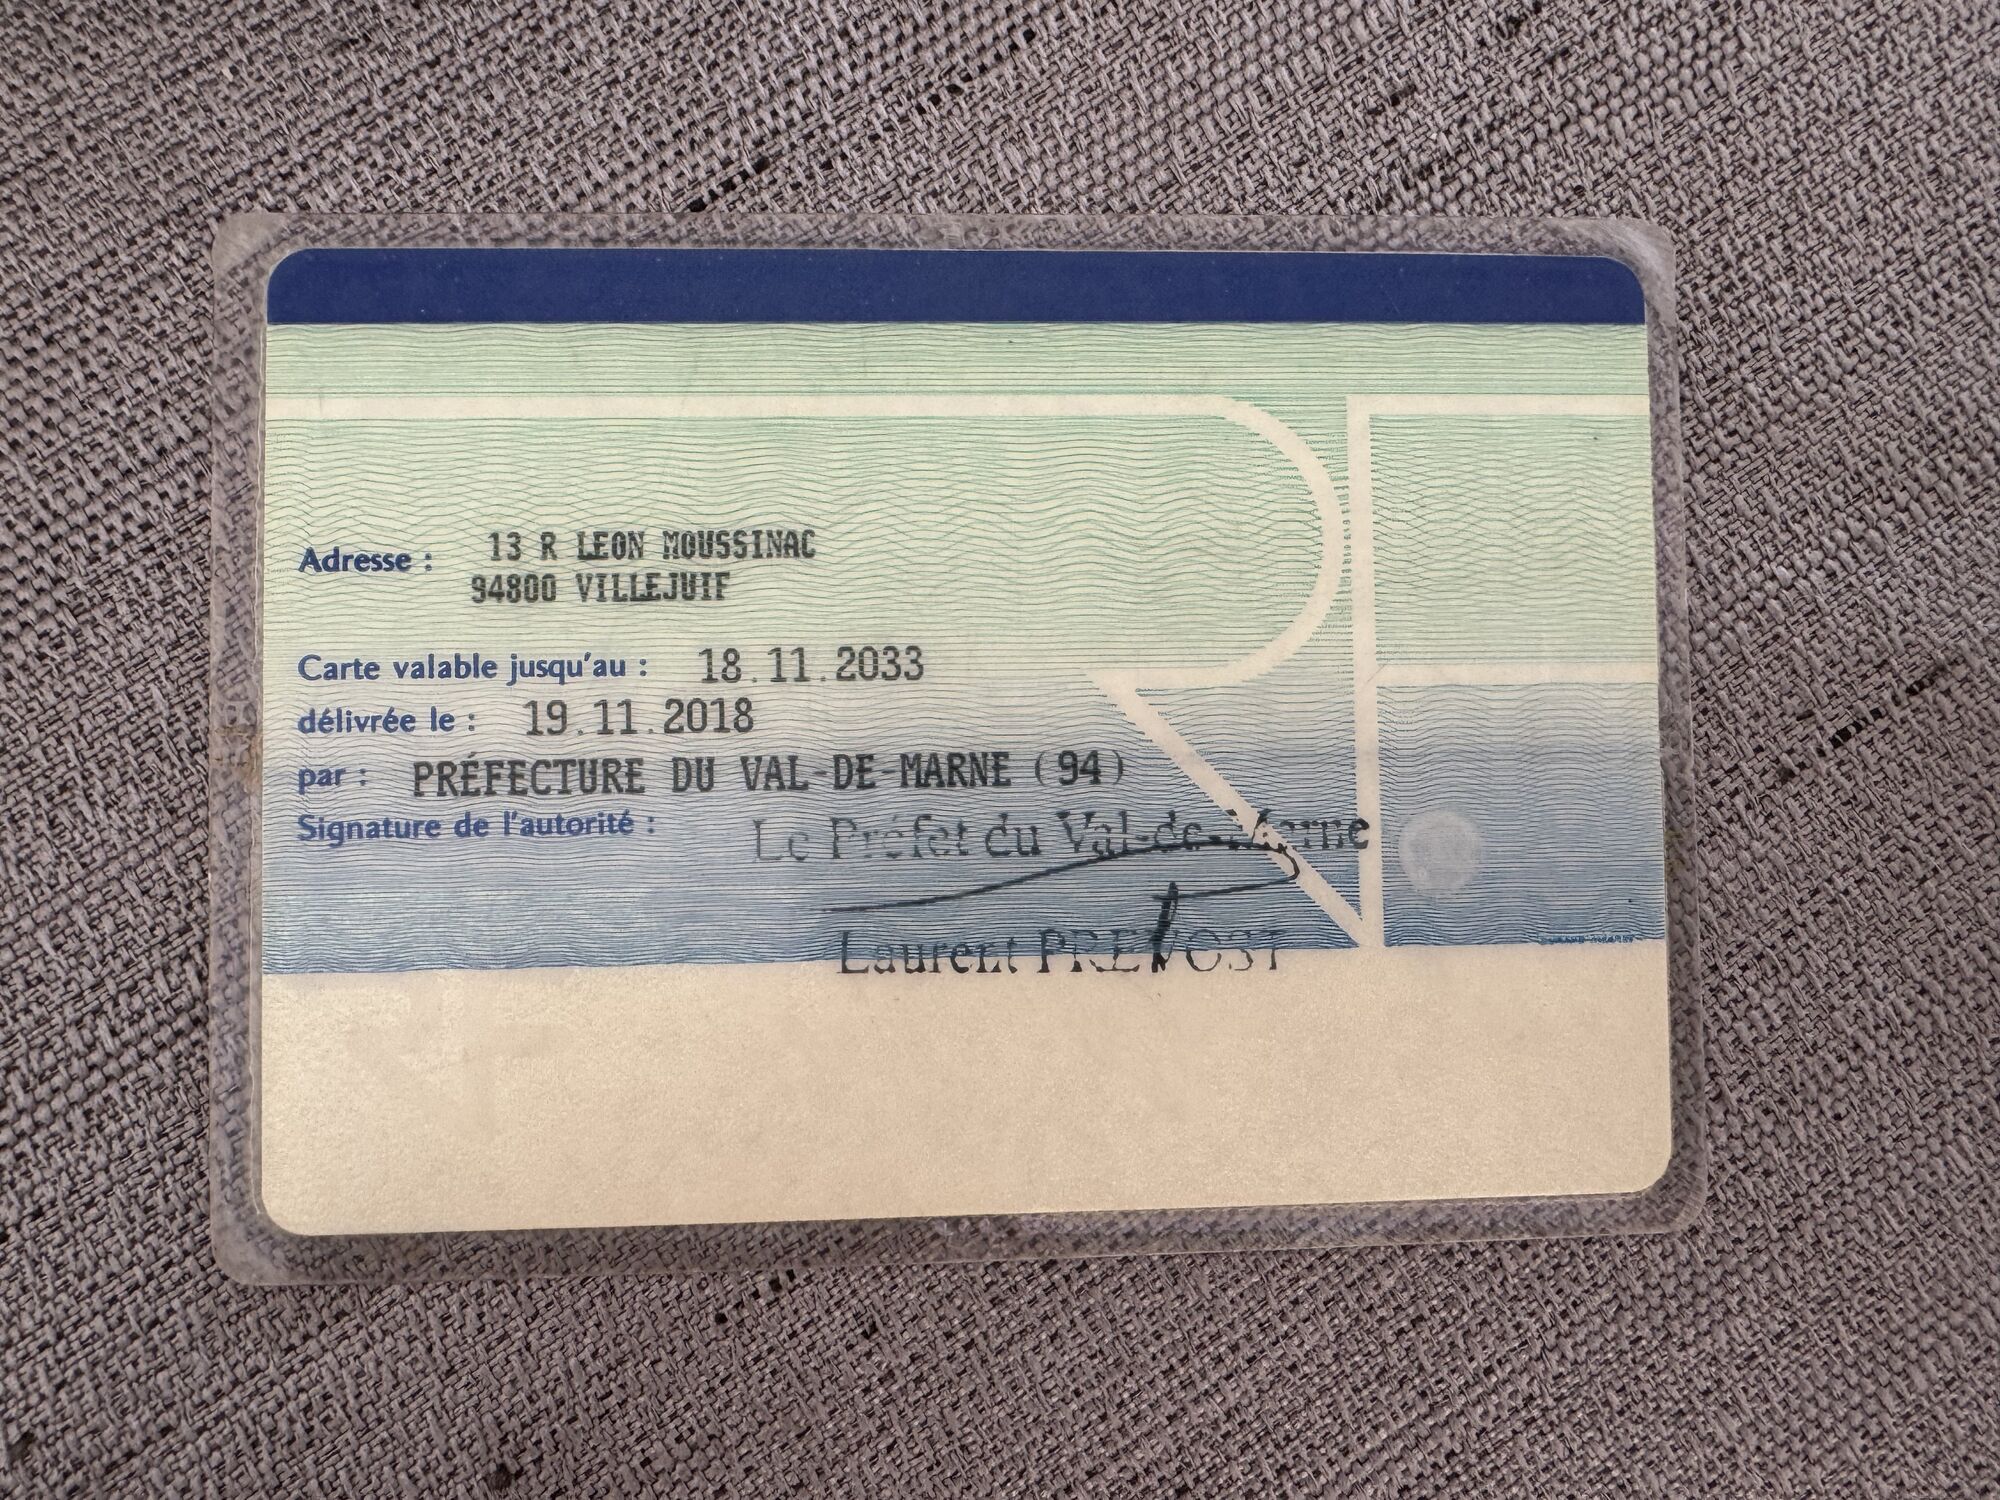 Adresse : 13 R LEON MOUSSINAC
94800 VILLEJUIF
Carte valable jusqu'au : 18.11.2033
délivrée le : 19.11.2018
par : PRÉFECTURE DU VAL-DE-MARNE (94)
Signature de l'autorité :
Le Préfet du Val-de-Marne
Laurent PREVOST